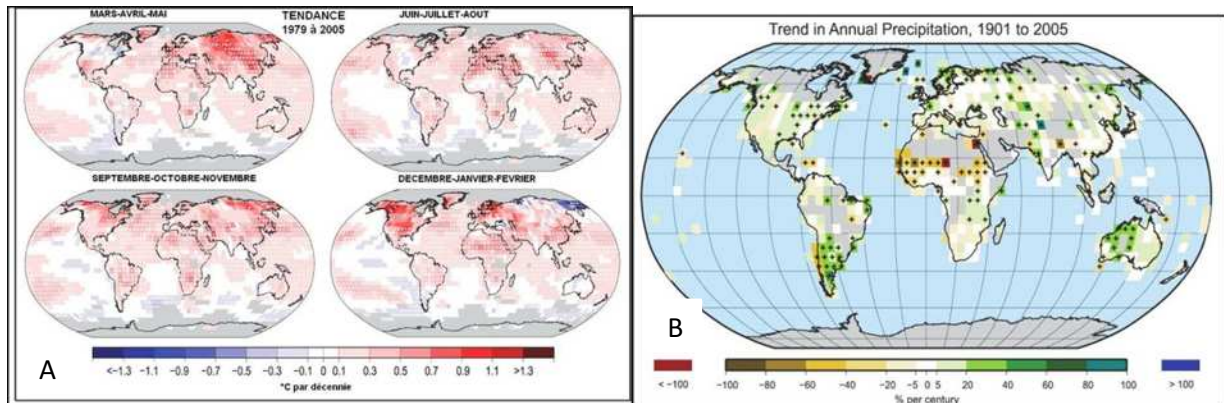 MARS-AVRIL-MAI
TENDANCE
1979 à 2005
JUIN-JUILLET-AOUT
SEPTEMBRE-OCTOBRE-NOVEMBRE
DECEMBRE-JANVIER-FEVRIER
<-1.3 -1.1 -0.9 -0.7 -0.5 -0.3 -0.1 0 0.1 0.3 0.5 0.7 0.9 1.1 >1.3
°C par décennie
A
Trend in Annual Precipitation, 1901 to 2005
B
< -100 -100 -80 -60 -40 -20 -5 0 5 20 40 60 80 100 > 100
% per century